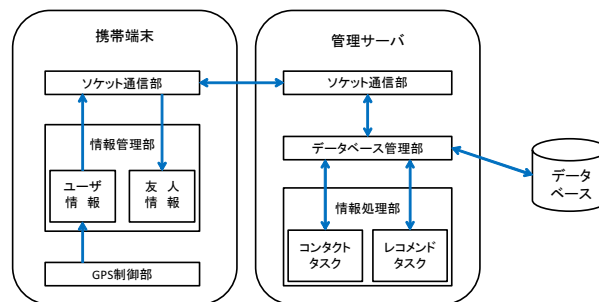 携帯端末
ソケット通信部
情報管理部
ユーザ
情 報
友 人
情 報
GPS制御部
管理サーバ
ソケット通信部
データベース管理部
情報処理部
コンタクト
タスク
レコメンド
タスク
データ
ベース